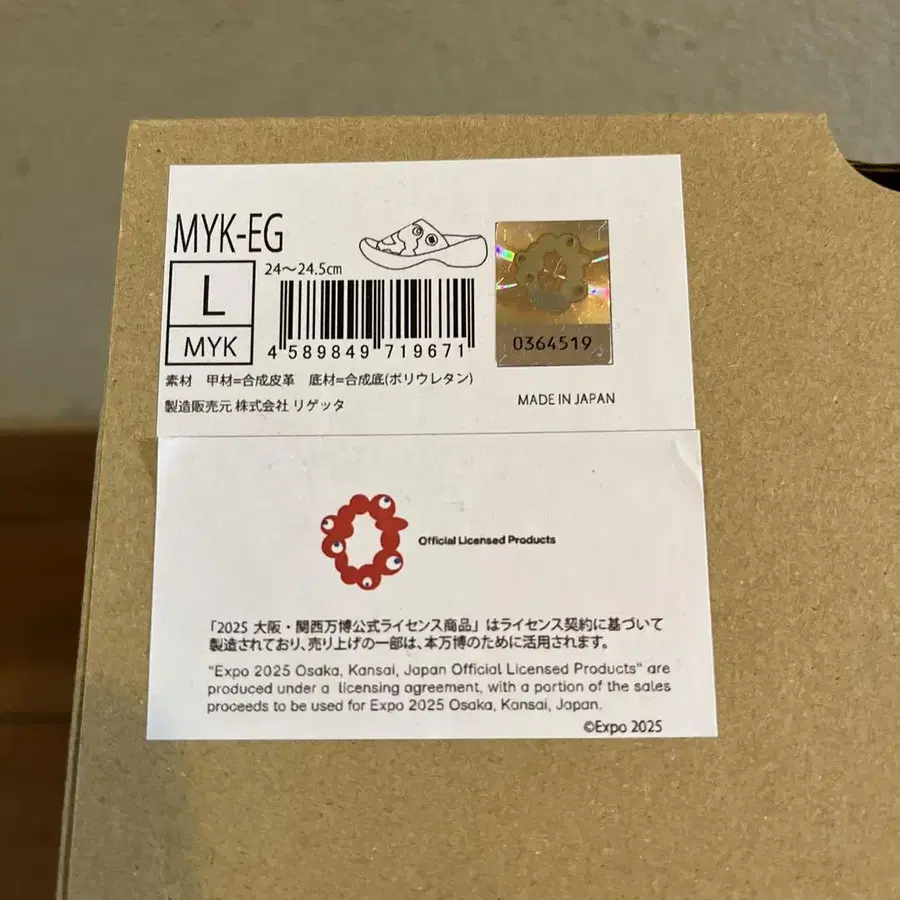 MYK-EG
24〜24.5cm
L
MYK
4 589849 719671
0364519
素材 甲材=合成皮革 底材=合成底(ポリウレタン)
製造販売元 株式会社 リゲッタ
MADE IN JAPAN
Official Licensed Products
「2025 大阪・関西万博公式ライセンス商品」はライセンス契約に基づいて
製造されており、売り上げの一部は、本万博のために活用されます。
"Expo 2025 Osaka, Kansai, Japan Official Licensed Products" are
produced under a licensing agreement, with a portion of the sales
proceeds to be used for Expo 2025 Osaka, Kansai, Japan.
©Expo 2025